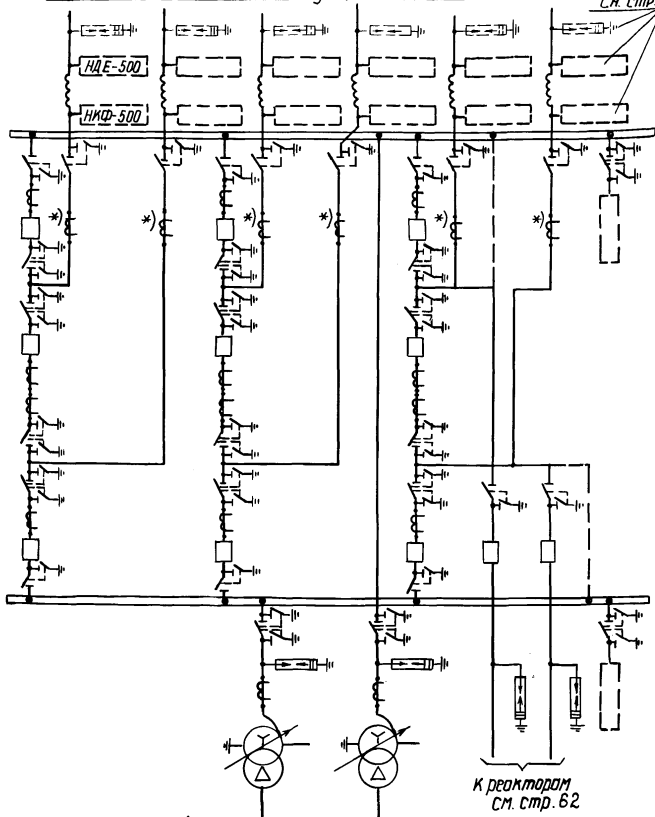 см. стр.
НДЕ-500
НКФ-500
*)
*)
*)
*)
*)
*)
К реакторам
см. стр. 62